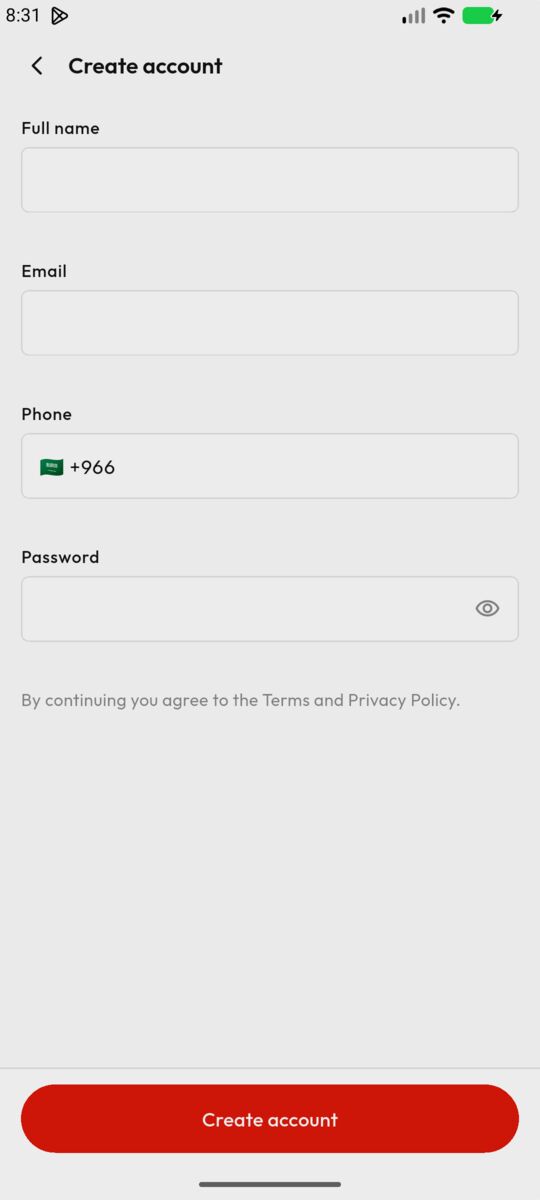 8:31
Create account
Full name
Email
Phone
+966
Password
By continuing you agree to the Terms and Privacy Policy.
Create account